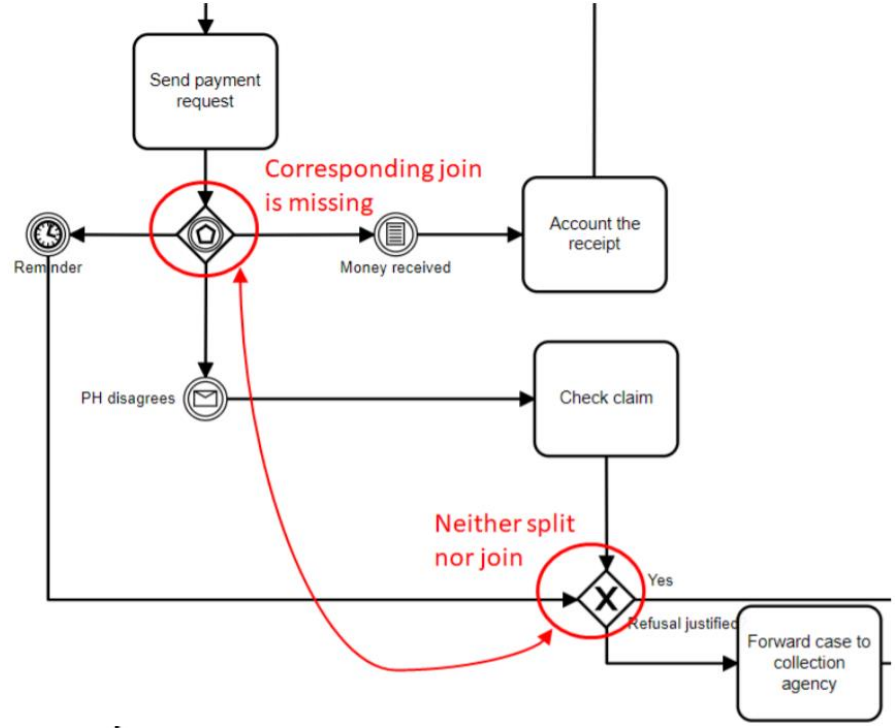 Send payment
request
Corresponding join
is missing
Account the
receipt
Reminder
Money received
PH disagrees
Check claim
Neither split
nor join
X
Yes
Refusal justified
Forward case to
collection
agency